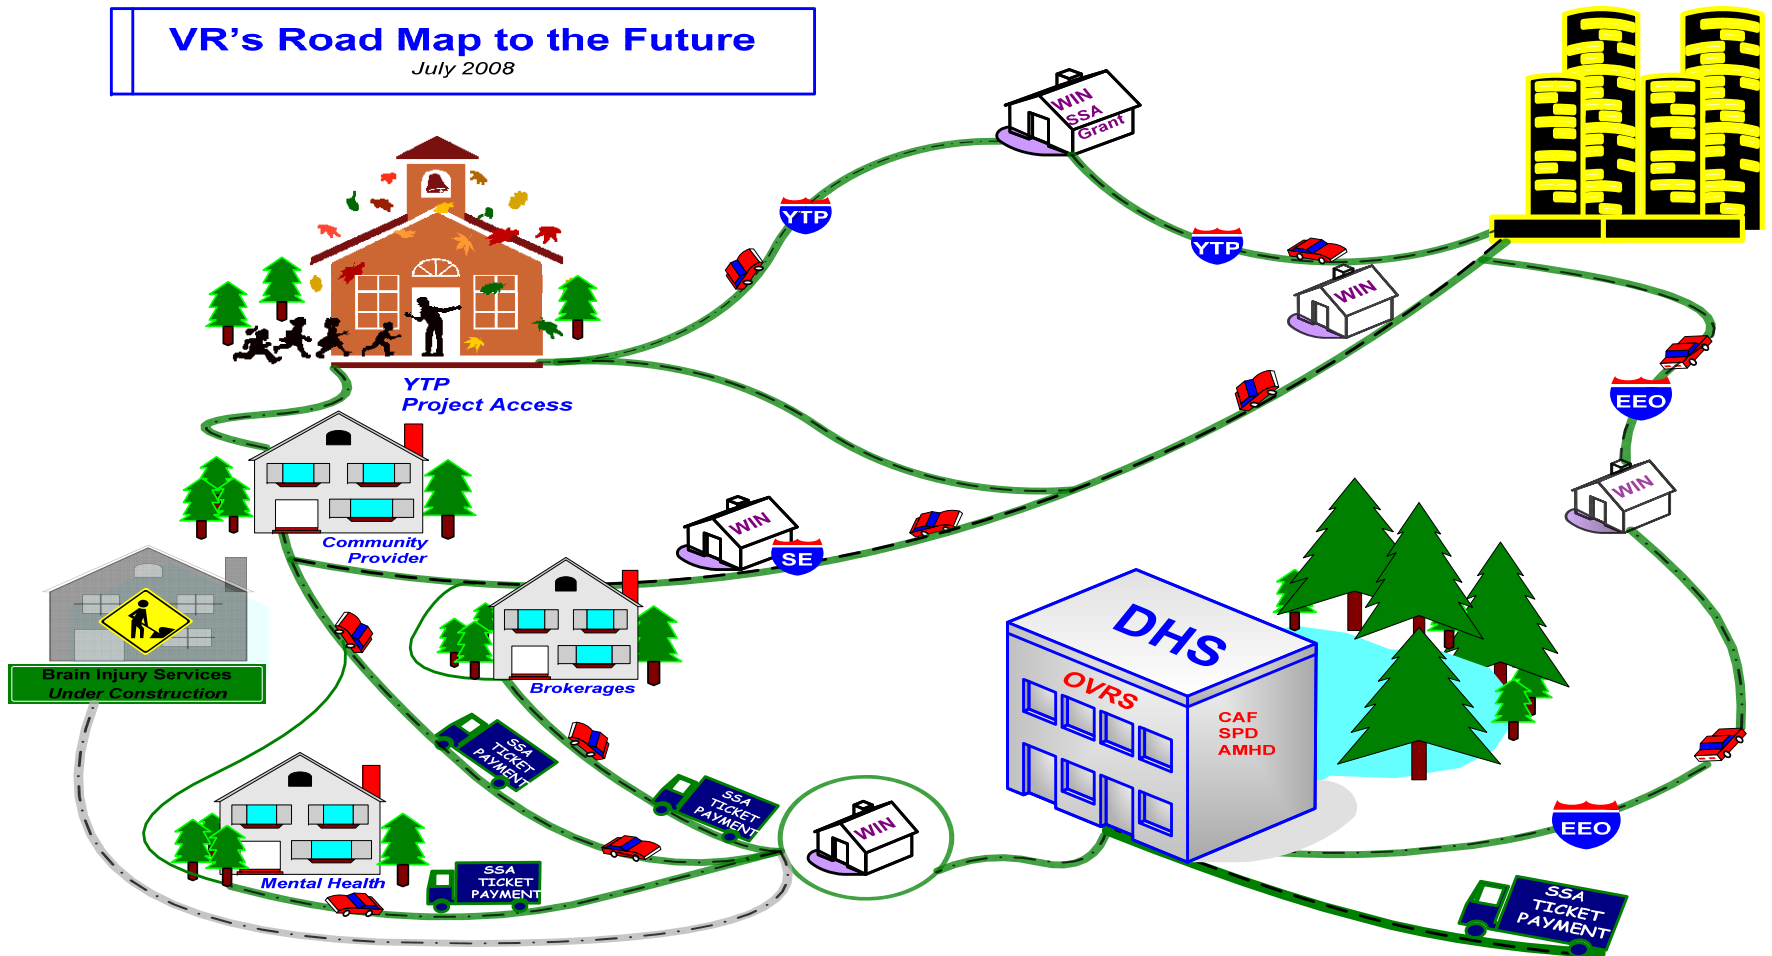 VR's Road Map to the Future
July 2008
WIN
SSA
Grant
YTP
YTP
WIN
YTP
Project Access
EEO
Community
Provider
WIN
SE
WIN
Brain Injury Services
Under Construction
Brokerages
DHS
OVRS
CAF
SPD
AMHD
SSA
TICKET
PAYMENT
SSA
TICKET
PAYMENT
WIN
EEO
Mental Health
SSA
TICKET
PAYMENT
SSA
TICKET
PAYMENT